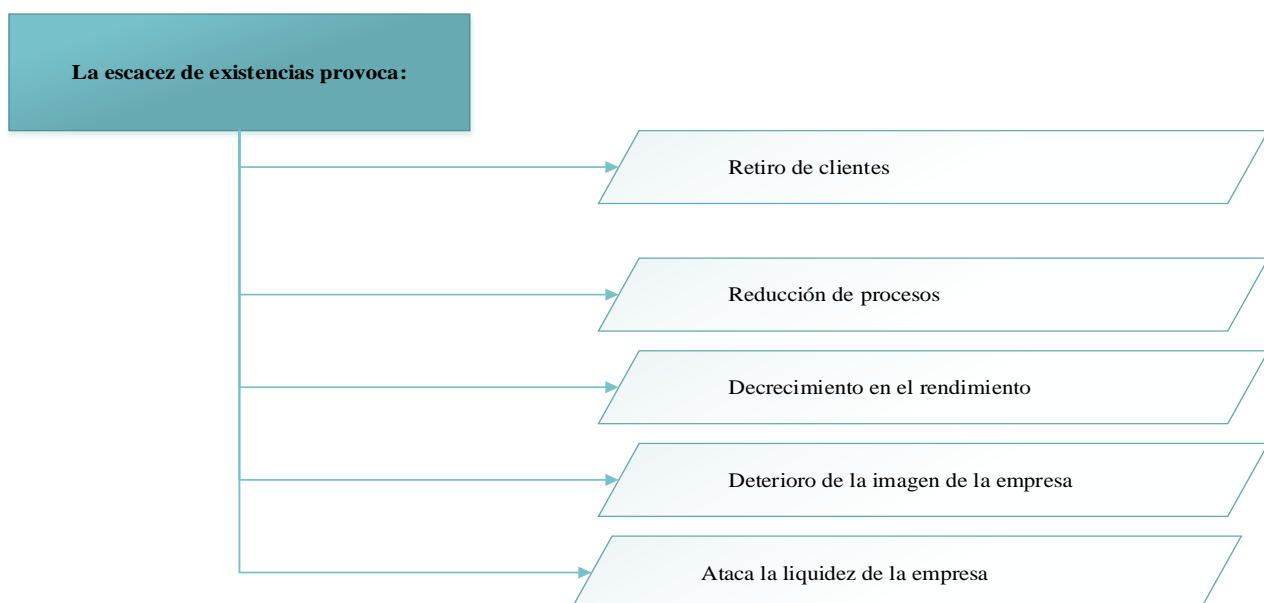 La escacez de existencias provoca:
Retiro de clientes
Reducción de procesos
Decrecimiento en el rendimiento
Deterioro de la imagen de la empresa
Ataca la liquidez de la empresa